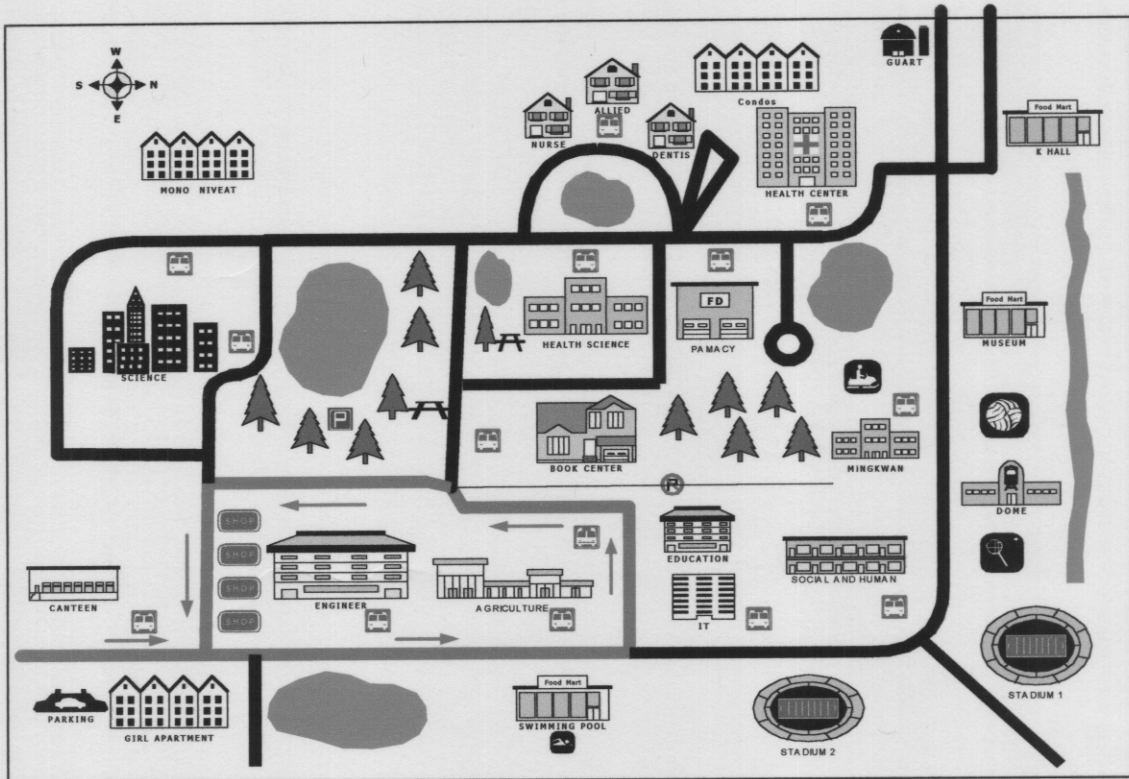 W
S N
E
GUART
Food Mart
K HALL
ALLIED
Condos
NURSE
DENTIS
MONO NIVEAT
HEALTH CENTER
FD
Food Mart
HEALTH SCIENCE
PAMACY
MUSEUM
SCIENCE
P
BOOK CENTER
MINGKWAN
R
DOME
SHOP
SHOP
SHOP
SHOP
EDUCATION
SOCIAL AND HUMAN
CANTEEN
ENGINEER
AGRICULTURE
IT
Food Mart
STADIUM 1
PARKING
GIRL APARTMENT
SWIMMING POOL
STADIUM 2